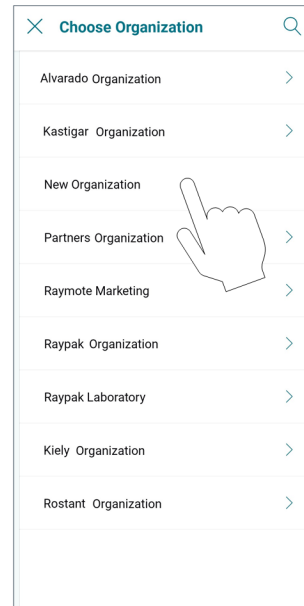 Choose Organization
Alvarado Organization
Kastigar Organization
New Organization
Partners Organization
Raymote Marketing
Raypak Organization
Raypak Laboratory
Kiely Organization
Rostant Organization